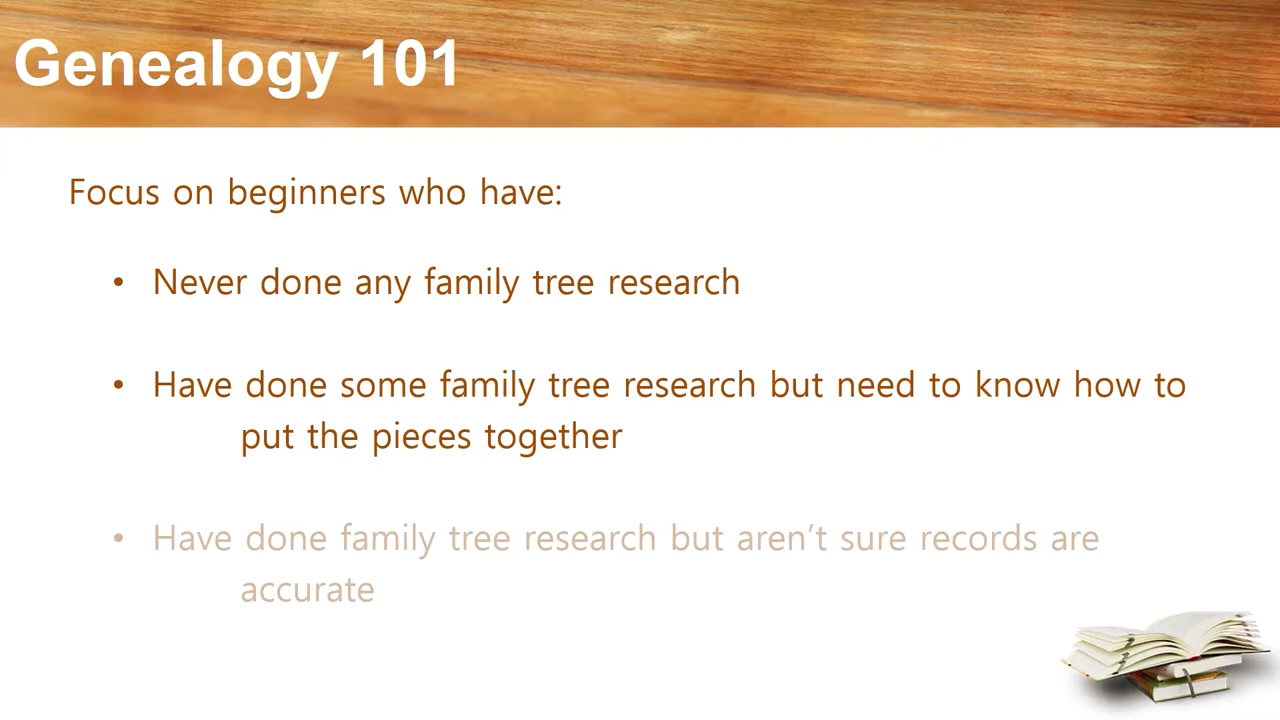 Genealogy 101
Focus on beginners who have:
• Never done any family tree research
• Have done some family tree research but need to know how to
put the pieces together
• Have done family tree research but aren't sure records are
accurate